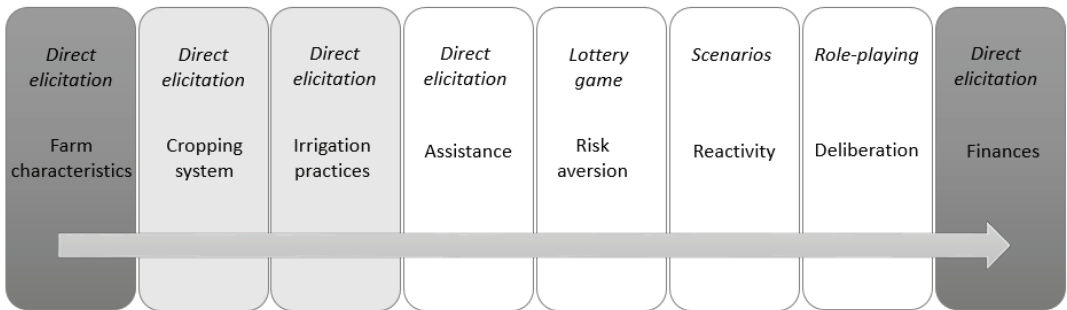 Direct
elicitation
Farm
characteristics
Direct
elicitation
Cropping
system
Direct
elicitation
Irrigation
practices
Direct
elicitation
Assistance
Lottery
game
Risk
aversion
Scenarios
Reactivity
Role-playing
Deliberation
Direct
elicitation
Finances